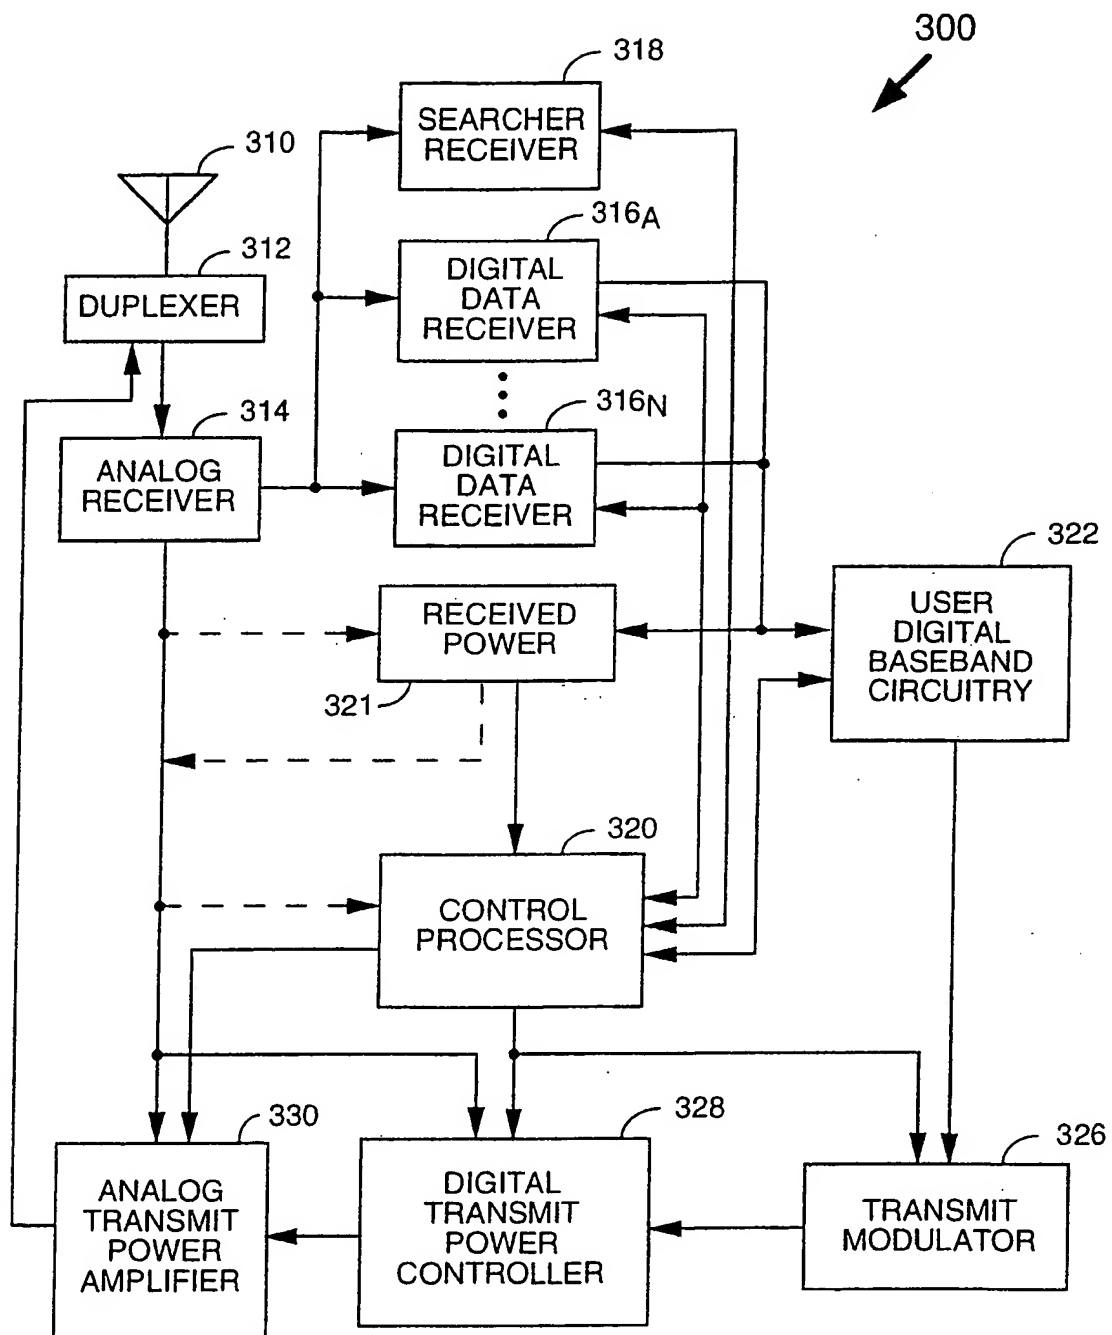 300
318
SEARCHER
RECEIVER
310
316A
312
DIGITAL
DATA
RECEIVER
DUPLEXER
314
316N
ANALOG
RECEIVER
DIGITAL
DATA
RECEIVER
322
USER
DIGITAL
BASEBAND
CIRCUITRY
RECEIVED
POWER
321
320
CONTROL
PROCESSOR
330
328
326
ANALOG
TRANSMIT
POWER
AMPLIFIER
DIGITAL
TRANSMIT
POWER
CONTROLLER
TRANSMIT
MODULATOR